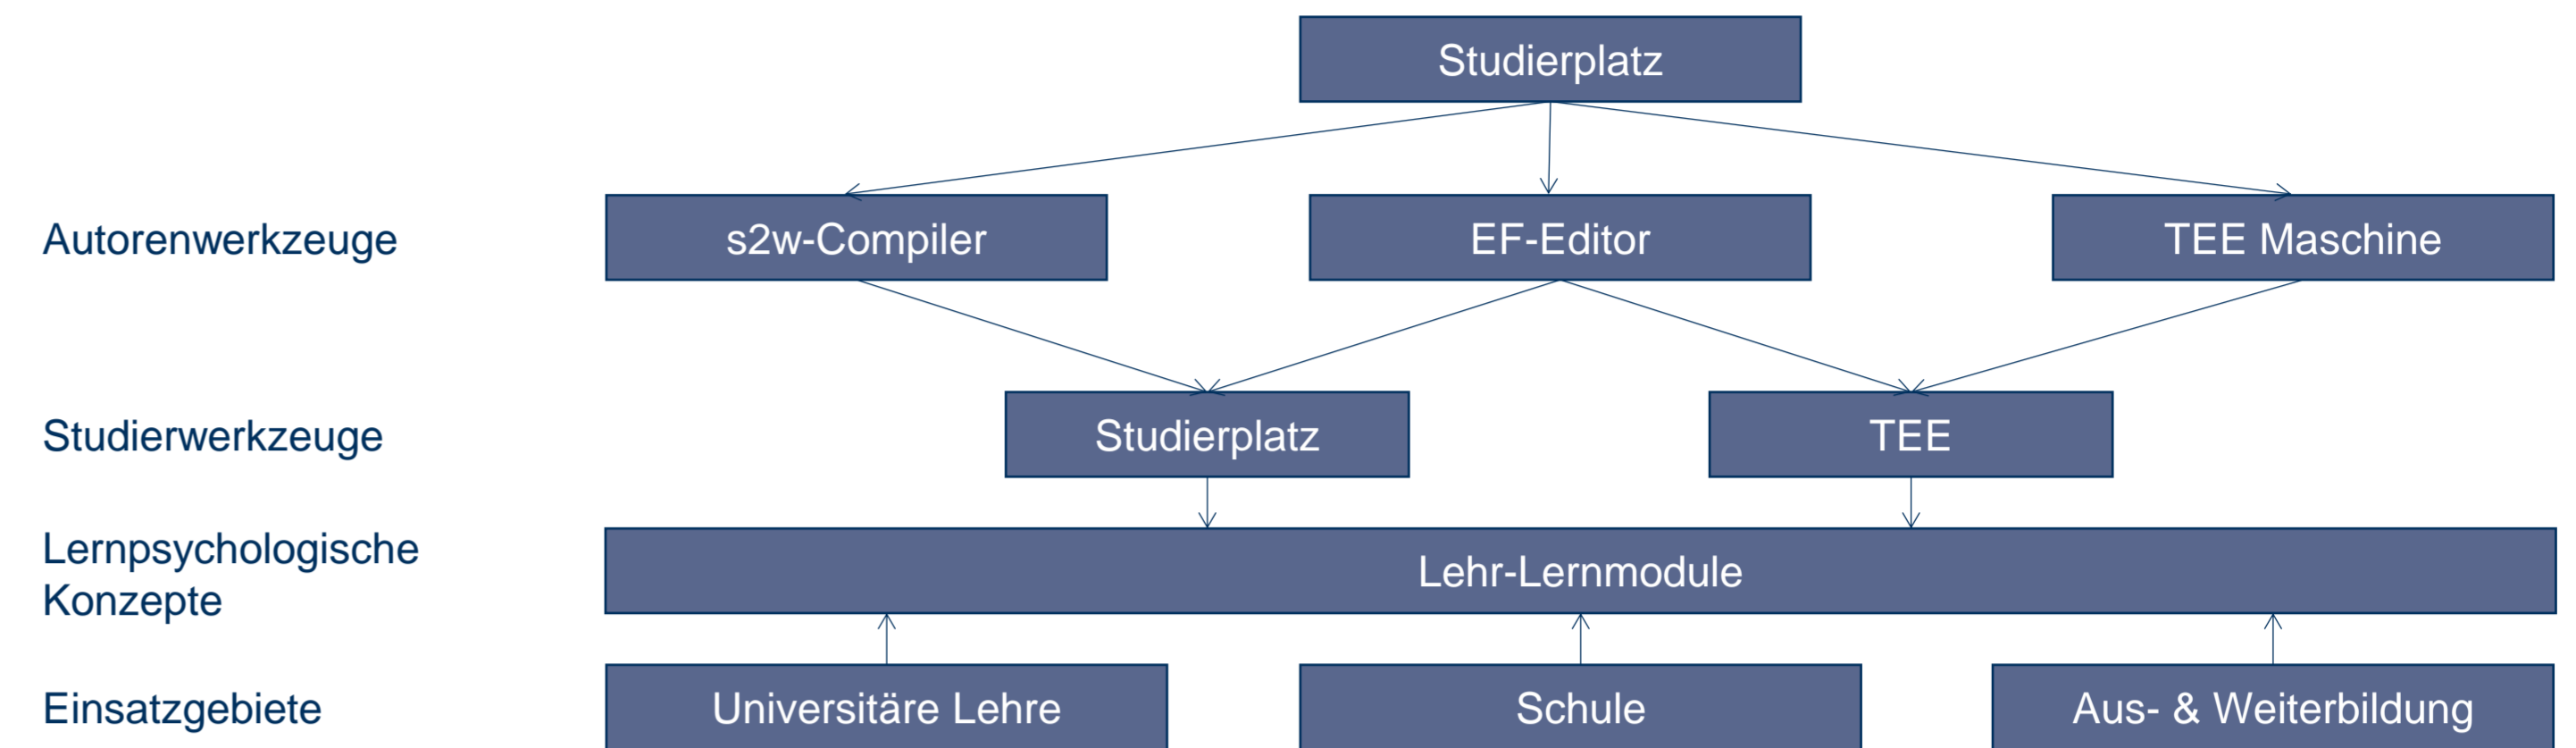 Studierplatz
Autorenwerkzeuge
s2w-Compiler
EF-Editor
TEE Maschine
Studierwerkzeuge
Studierplatz
TEE
Lernpsychologische
Konzepte
Lehr-Lernmodule
Einsatzgebiete
Universitäre Lehre
Schule
Aus- & Weiterbildung